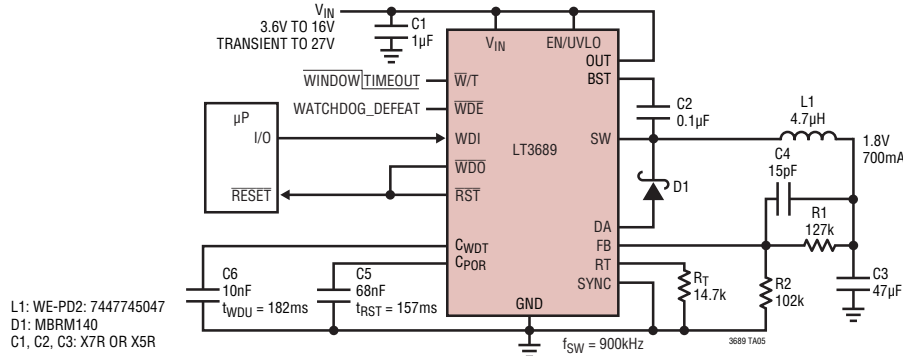 VIN
3.6V TO 16V
TRANSIENT TO 27V
C1
1µF
VIN
EN/UVLO
OUT
BST
WINDOW TIMEOUT
W/T
WATCHDOG_DEFEAT
WDE
C2
0.1µF
L1
4.7µH
µP
I/O
WDI
LT3689
SW
1.8V
700mA
WDO
C4
15pF
D1
RESET
RST
DA
R1
127k
CWDT
FB
CPOR
RT
C6
10nF
tWDU = 182ms
C5
68nF
tRST = 157ms
SYNC
RT
14.7k
R2
102k
C3
47µF
GND
L1: WE-PD2: 7447745047
D1: MBRM140
C1, C2, C3: X7R OR X5R
fSW = 900kHz
3689 TA05